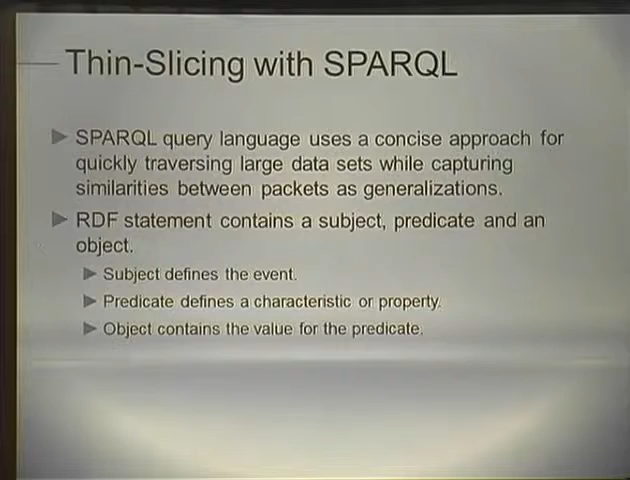 Thin-Slicing with SPARQL
SPARQL query language uses a concise approach for
quickly traversing large data sets while capturing
similarities between packets as generalizations.
RDF statement contains a subject, predicate and an
object.
Subject defines the event.
Predicate defines a characteristic or property.
Object contains the value for the predicate.